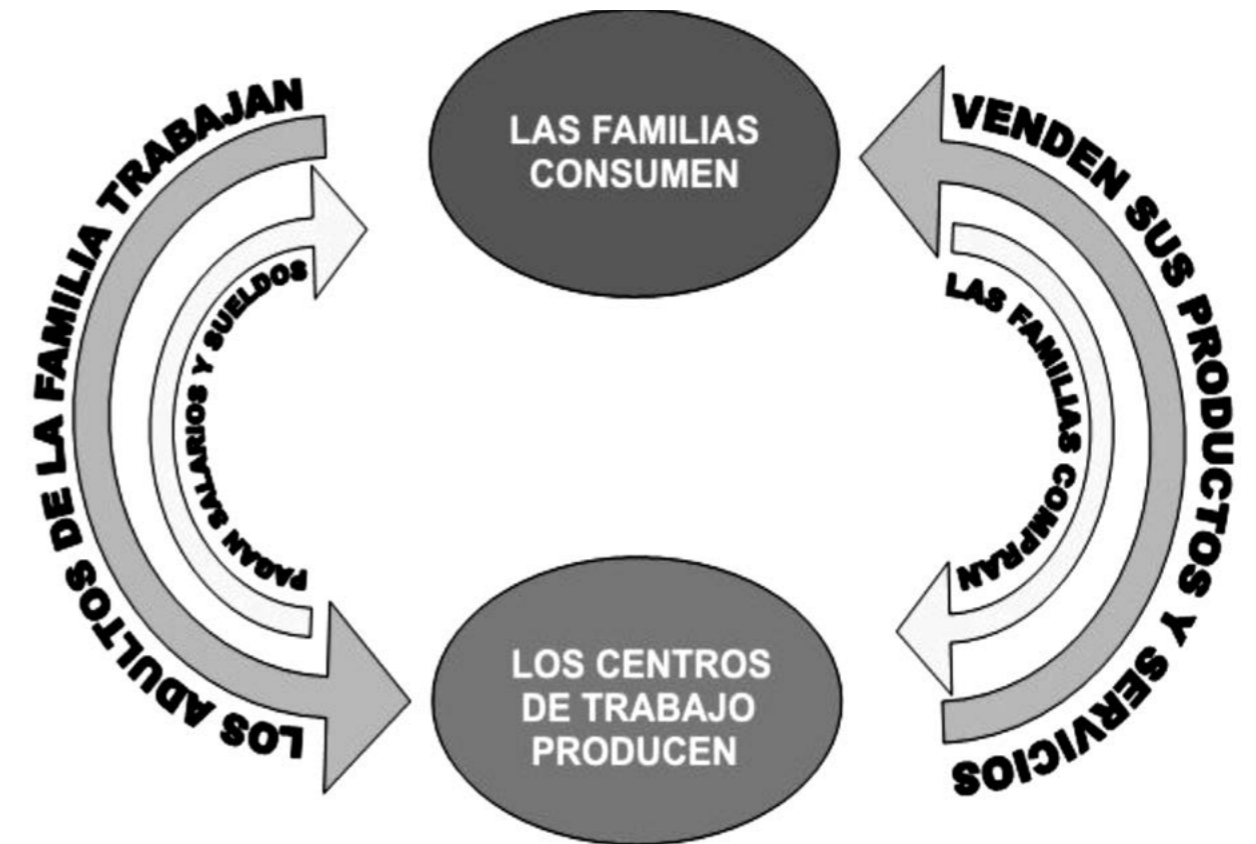 LAS FAMILIAS
CONSUMEN
LOS ADULTOS DE LA FAMILIA TRABAJAN
PAGAN SALARIOS Y SUELDOS
VENDEN SUS PRODUCTOS Y SERVICIOS
LAS FAMILIAS COMPRAN
LOS CENTROS
DE TRABAJO
PRODUCEN